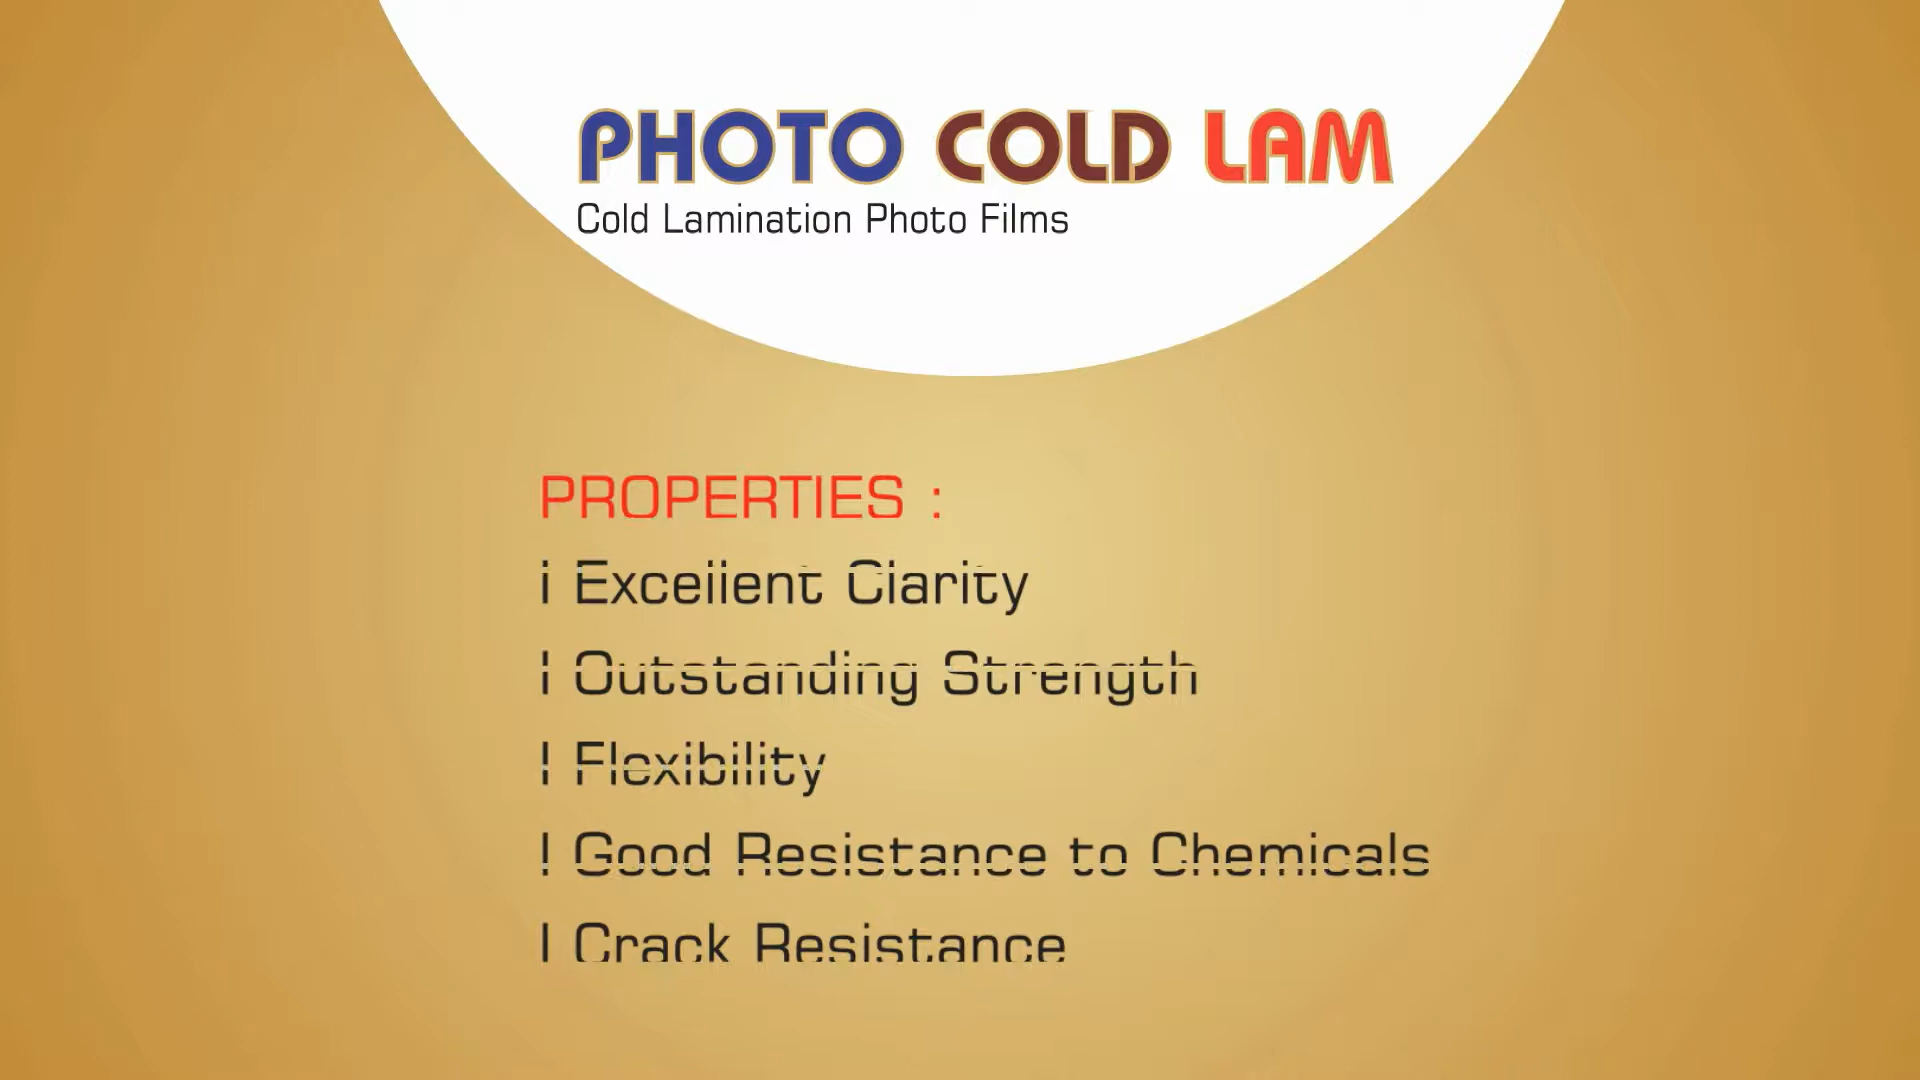 PHOTO COLD LAM
Cold Lamination Photo Films
PROPERTIES :
l Excellent Clarity
l Outstanding Strength
l Flexibility
l Good Resistance to Chemicals
l Crack Resistance